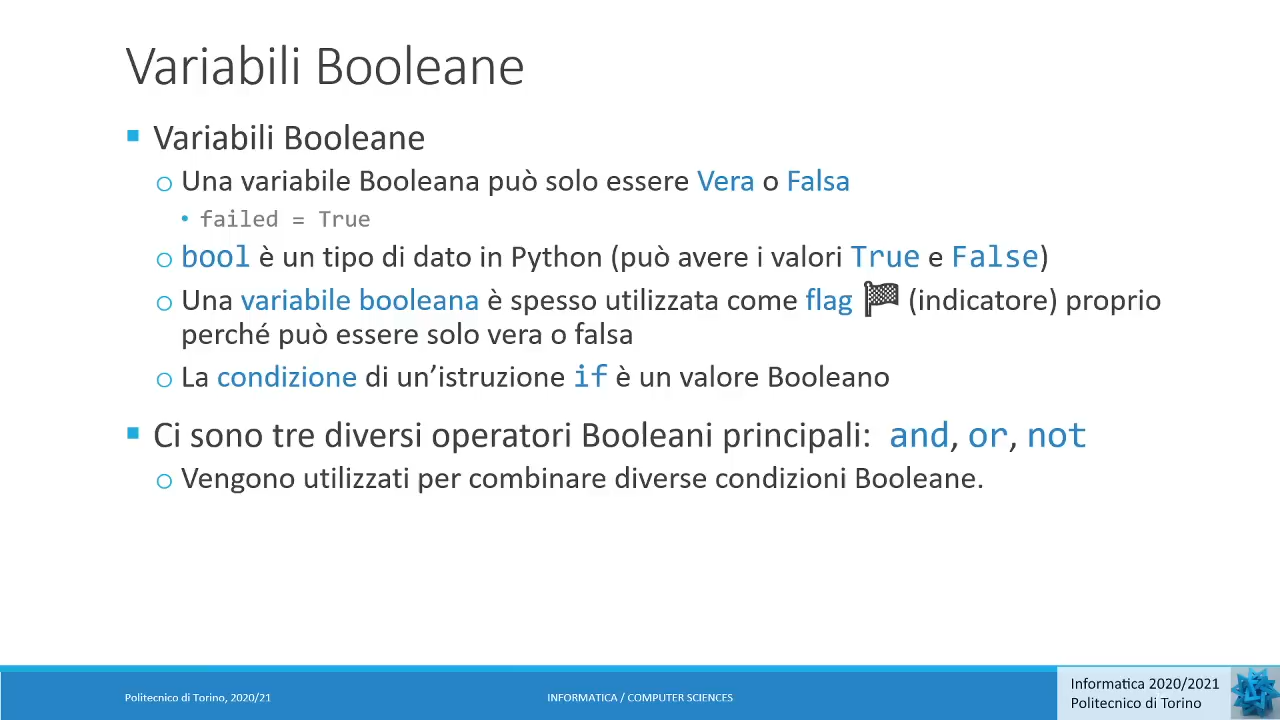 Variabili Booleane
Variabili Booleane
Una variabile Booleana può solo essere Vera o Falsa
failed = True
bool è un tipo di dato in Python (può avere i valori True e False)
Una variabile booleana è spesso utilizzata come flag (indicatore) proprio
perché può essere solo vera o falsa
La condizione di un’istruzione if è un valore Booleano
Ci sono tre diversi operatori Booleani principali: and, or, not
Vengono utilizzati per combinare diverse condizioni Booleane.
Politecnico di Torino, 2020/21
INFORMATICA / COMPUTER SCIENCES
Informatica 2020/2021
Politecnico di Torino